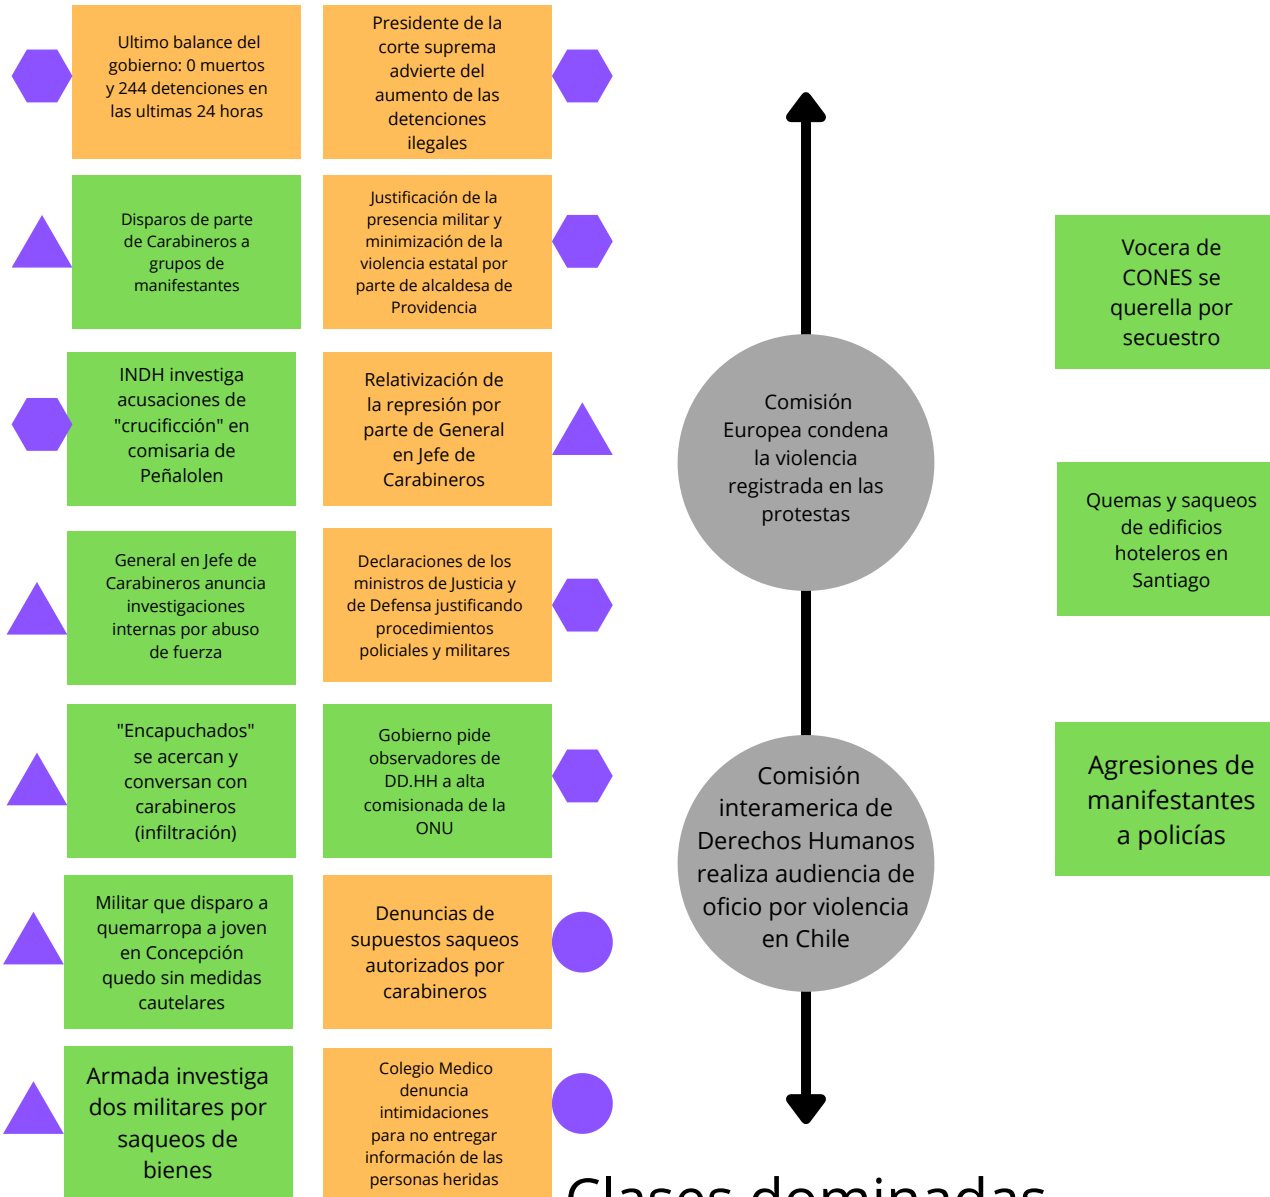 Ultimo balance del
gobierno: 0 muertos
y 244 detenciones en
las ultimas 24 horas
Presidente de la
corte suprema
advierte del
aumento de las
detenciones
ilegales
Disparos de parte
de Carabineros a
grupos de
manifestantes
Justificación de la
presencia militar y
minimización de la
violencia estatal por
parte de alcaldesa de
Providencia
INDH investiga
acusaciones de
"crucificción" en
comisaria de
Peñalolen
Relativización de
la represión por
parte de General
en Jefe de
Carabineros
General en Jefe de
Carabineros anuncia
investigaciones
internas por abuso
de fuerza
Declaraciones de los
ministros de Justicia y
de Defensa justificando
procedimientos
policiales y militares
"Encapuchados"
se acercan y
conversan con
carabineros
(infiltración)
Gobierno pide
observadores de
DD.HH a alta
comisionada de la
ONU
Militar que disparo a
quemarropa a joven
en Concepción
quedo sin medidas
cautelares
Denuncias de
supuestos saqueos
autorizados por
carabineros
Armada investiga
dos militares por
saqueos de
bienes
Colegio Medico
denuncia
intimidaciones
para no entregar
información de las
personas heridas
Comisión
Europea condena
la violencia
registrada en las
protestas
Comisión
interamerica de
Derechos Humanos
realiza audiencia de
oficio por violencia
en Chile
Vocera de
CONES se
querella por
secuestro
Quemas y saqueos
de edificios
hoteleros en
Santiago
Agresiones de
manifestantes
a policías
Clases dominadas